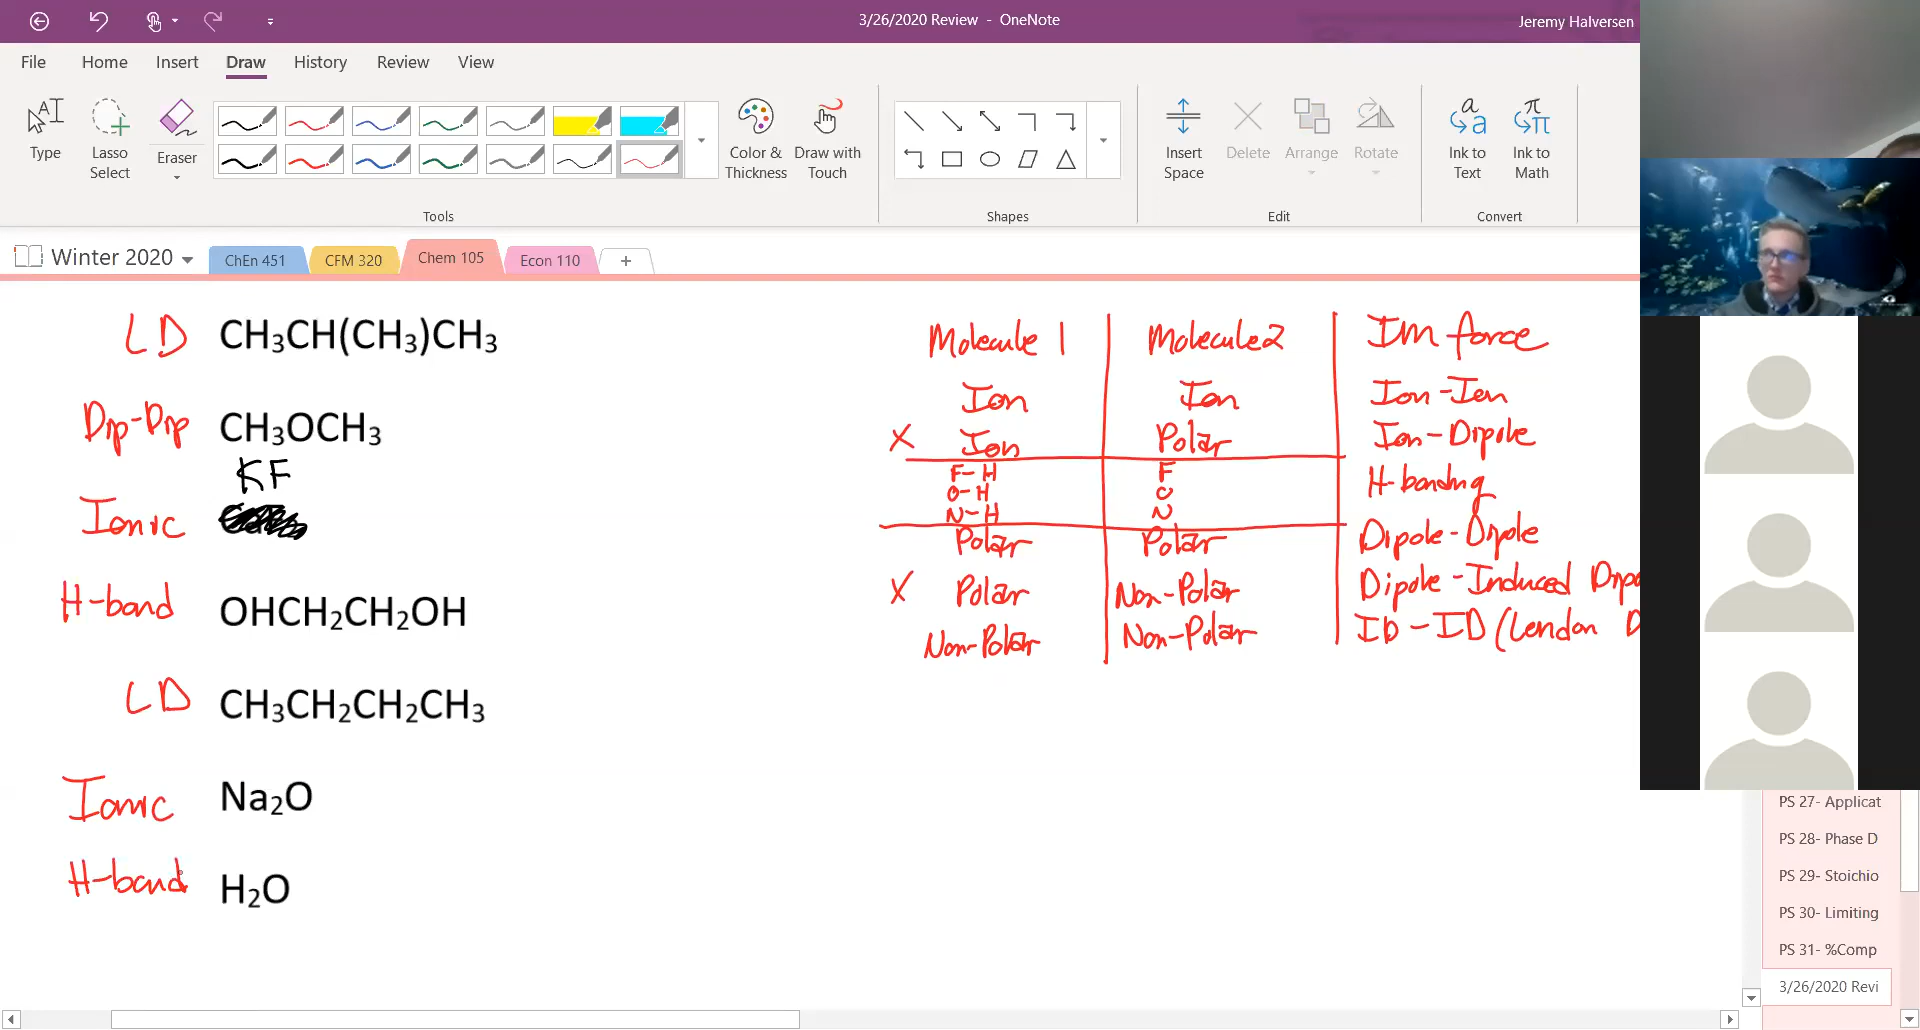 3/26/2020 Review - OneNote
Jeremy Halversen
File Home Insert Draw History Review View
Type
Lasso Select
Eraser
Color & Thickness
Draw with Touch
Insert Space
Delete
Arrange
Rotate
Ink to Text
Ink to Math
Tools
Shapes
Edit
Convert
Winter 2020
ChEn 451
CFM 320
Chem 105
Econ 110
LD CH₃CH(CH₃)CH₃
Dip-Dip CH₃OCH₃
KF
Ionic
H-bond OHCH₂CH₂OH
LD CH₃CH₂CH₂CH₃
Ionic Na₂O
H-bond H₂O
Molecule 1 Molecule 2 IM force
Ion Ion Ion-Ion
X Ion Polar Ion-Dipole
F-H F
O-H O H-bonding
N-H N
Polar Polar Dipole-Dipole
X Polar Non-Polar Dipole-Induced Dipo
Non-Polar Non-Polar ID-ID (London D
PS 27- Applicat
PS 28- Phase D
PS 29- Stoichio
PS 30- Limiting
PS 31- %Comp
3/26/2020 Revi